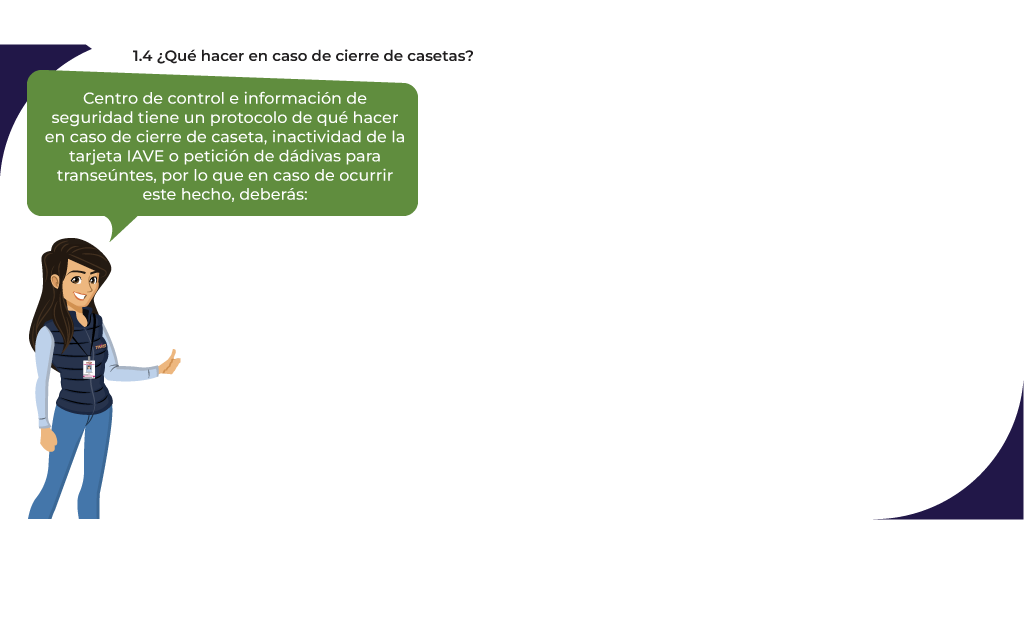 1.4 ¿Qué hacer en caso de cierre de casetas?
Centro de control e información de
seguridad tiene un protocolo de qué hacer
en caso de cierre de caseta, inactividad de la
tarjeta IAVE o petición de dádivas para
transeúntes, por lo que en caso de ocurrir
este hecho, deberás: